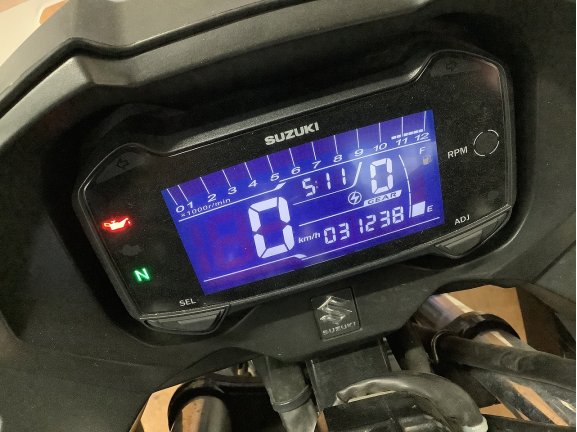 SUZUKI
0 1 2 3 4 5 6 7 8 9 10 11 12
×1000r/min
5:11
0
GEAR
F
RPM
0
km/h
031238
E
N
SEL
ADJ
SUZUKI